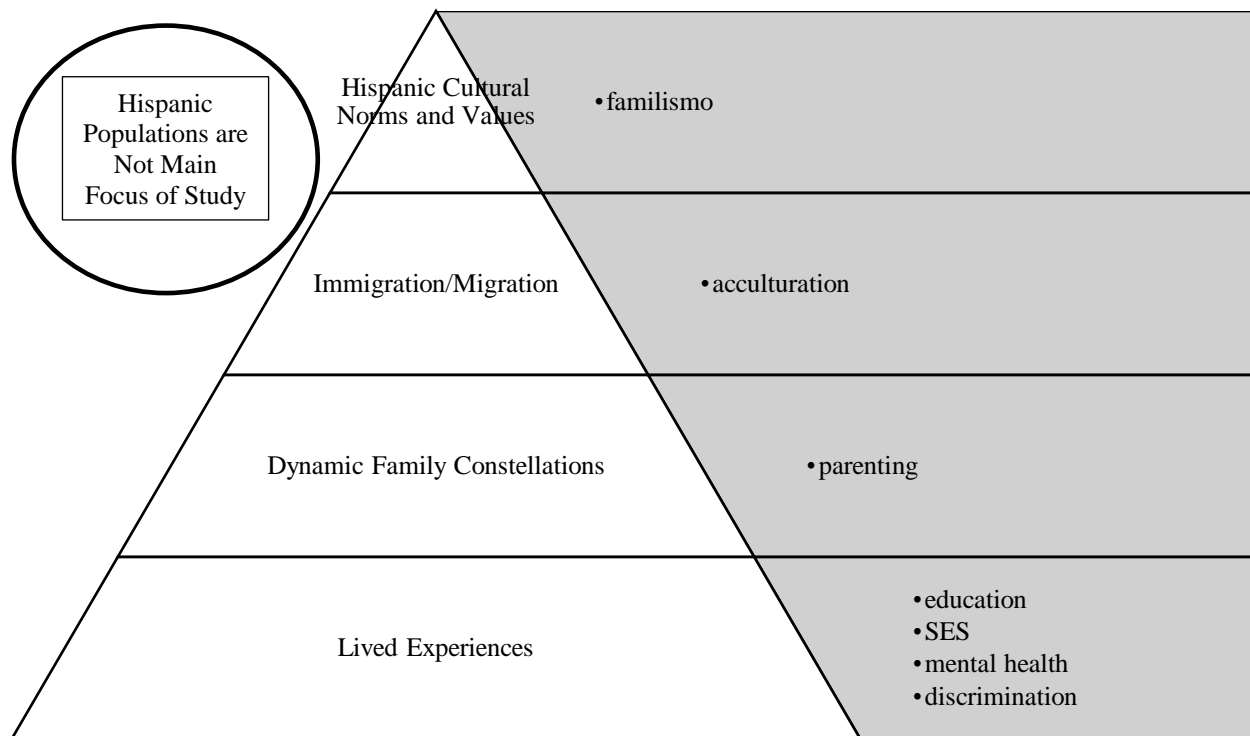 Hispanic
Populations are
Not Main
Focus of Study
Hispanic Cultural
Norms and Values
•familismo
Immigration/Migration
•acculturation
Dynamic Family Constellations
•parenting
Lived Experiences
•education
•SES
•mental health
•discrimination